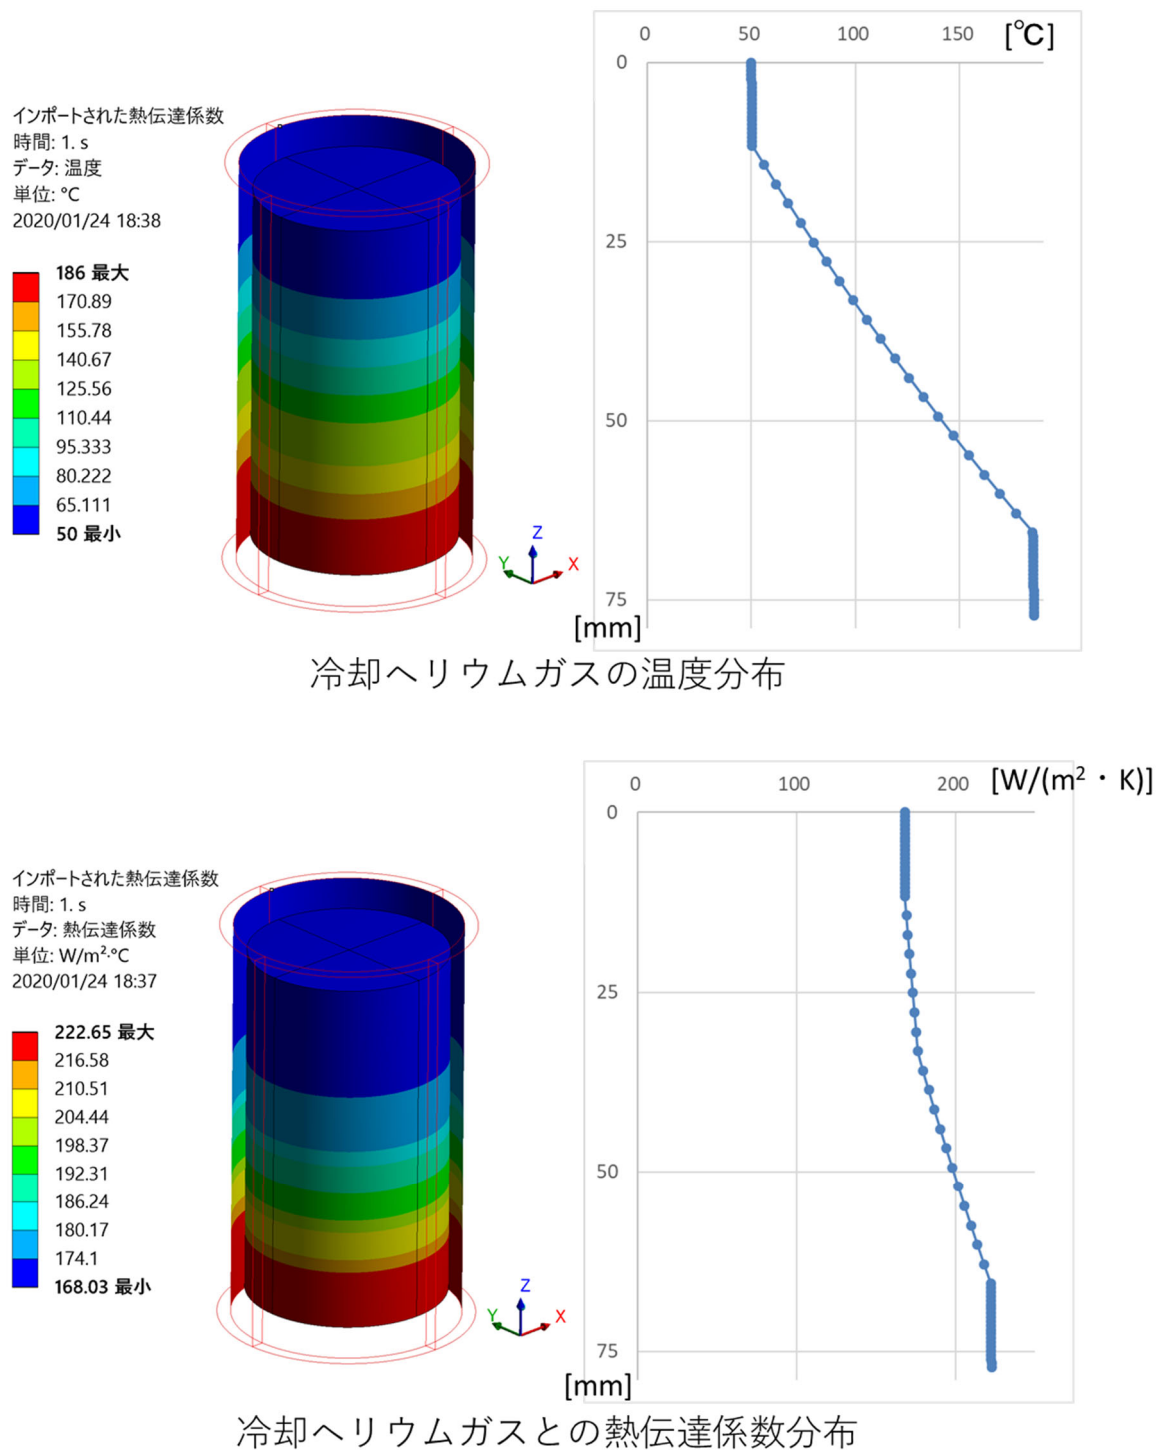 0 50 100 150 [℃]
0
25
50
75
[mm]
インポートされた熱伝達係数
時間: 1. s
データ: 温度
単位: °C
2020/01/24 18:38
186 最大
170.89
155.78
140.67
125.56
110.44
95.333
80.222
65.111
50 最小
Z
Y
X
冷却ヘリウムガスの温度分布
0 100 200 [W/(m²・K)]
0
25
50
75
[mm]
インポートされた熱伝達係数
時間: 1. s
データ: 熱伝達係数
単位: W/m²·°C
2020/01/24 18:37
222.65 最大
216.58
210.51
204.44
198.37
192.31
186.24
180.17
174.1
168.03 最小
Z
Y
X
冷却ヘリウムガスとの熱伝達係数分布